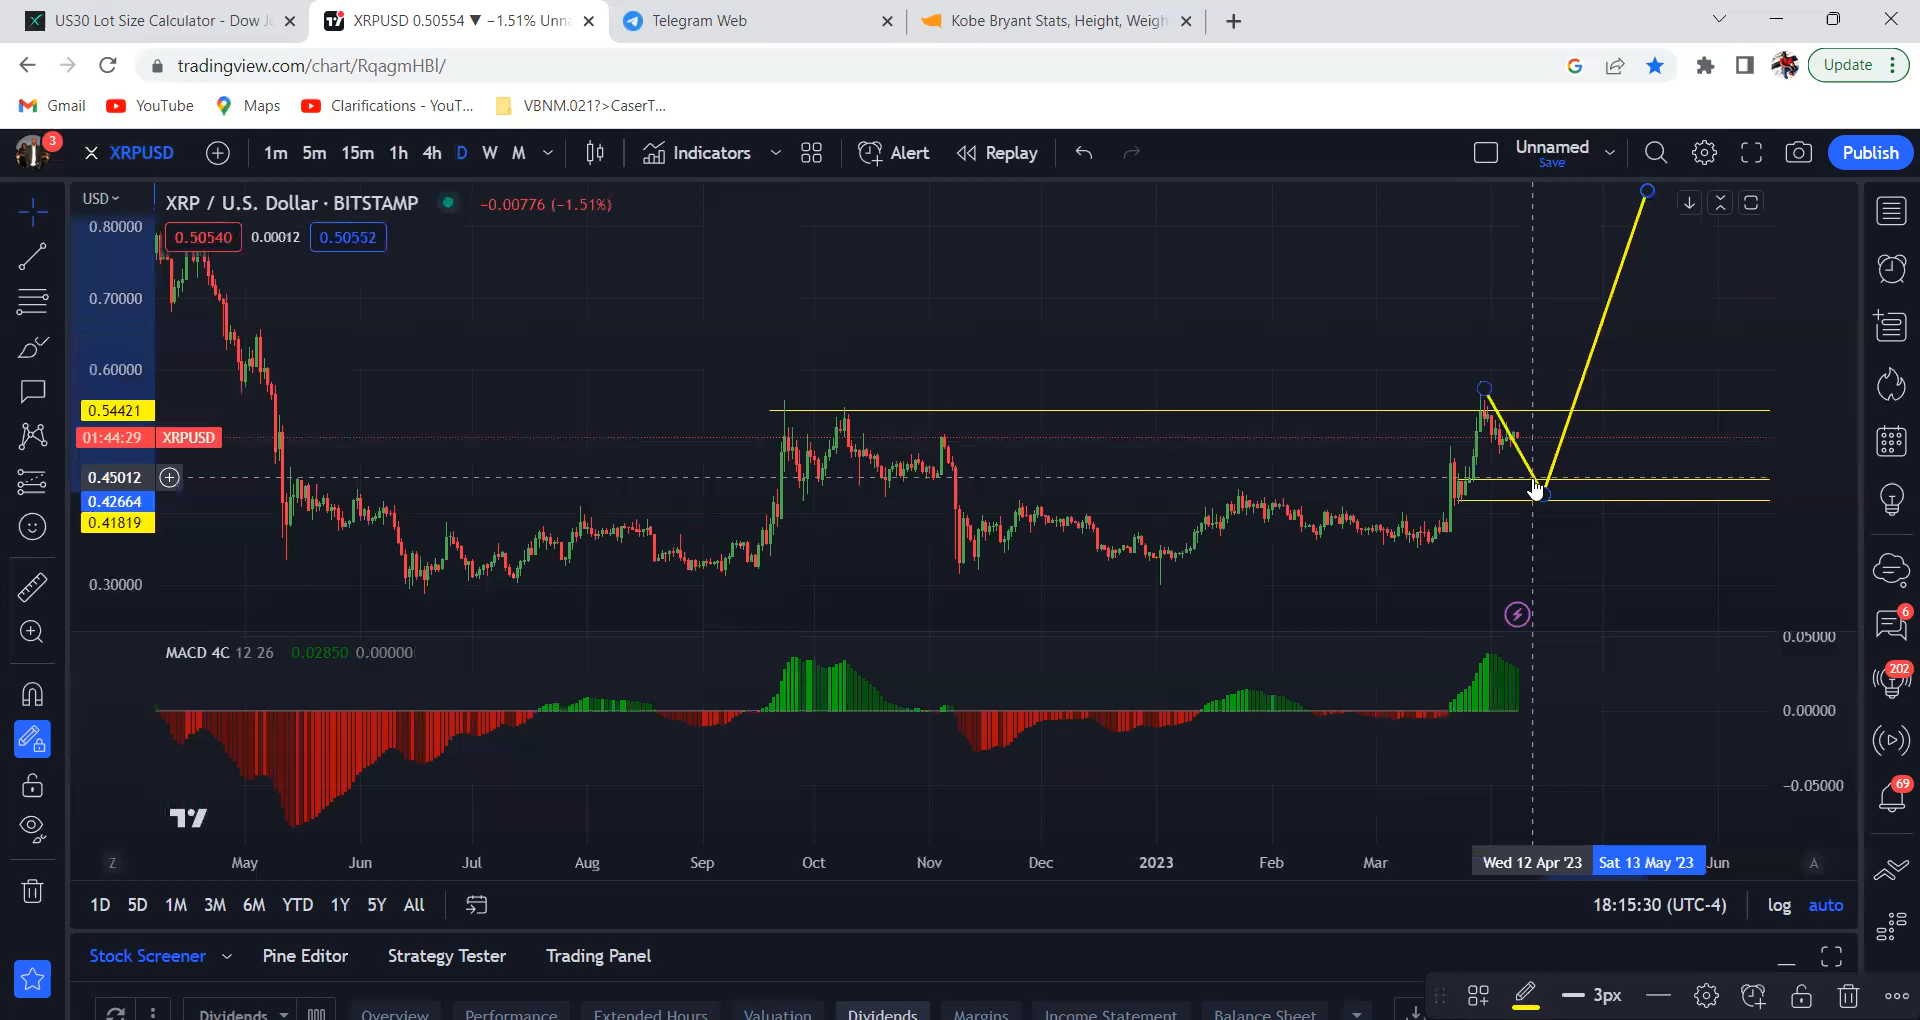 US30 Lot Size Calculator - Dow Jo
XRPUSD 0.50554 ▼ −1.51% Unna
Telegram Web
Kobe Bryant Stats, Height, Weigh
tradingview.com/chart/RqagmHBl/
Update
Gmail
YouTube
Maps
Clarifications - YouT...
VBNM.021?>CaserT...
3
XRPUSD
1m 5m 15m 1h 4h D W M
Indicators
Alert
Replay
Unnamed
Save
Publish
USD
XRP / U.S. Dollar · BITSTAMP
−0.00776 (−1.51%)
0.50540
0.00012
0.50552
0.80000
0.70000
0.60000
0.54421
01:44:29 XRPUSD
0.45012
0.42664
0.41819
0.30000
MACD 4C 12 26 0.02850 0.00000
0.05000
0.00000
−0.05000
6
202
69
Z May Jun Jul Aug Sep Oct Nov Dec 2023 Feb Mar Wed 12 Apr '23 Sat 13 May '23 Jun A
1D 5D 1M 3M 6M YTD 1Y 5Y All
18:15:30 (UTC-4)
log auto
Stock Screener
Pine Editor
Strategy Tester
Trading Panel
3px
Dividends
Overview Performance Extended Hours Valuation Dividends Margins Income Statement Balance Sheet